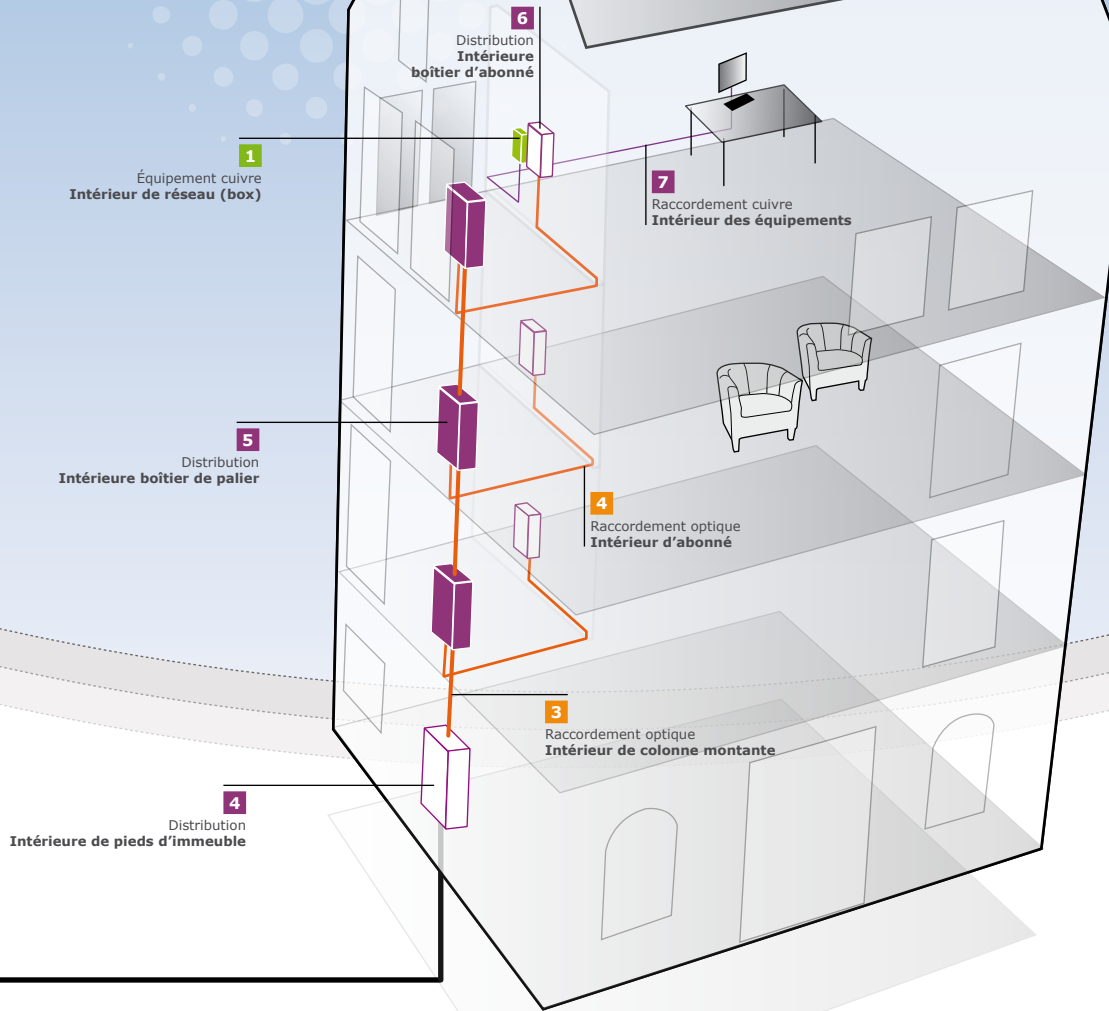 6
Distribution
Intérieure
boîtier d'abonné
1
Équipement cuivre
Intérieur de réseau (box)
7
Raccordement cuivre
Intérieur des équipements
5
Distribution
Intérieure boîtier de palier
4
Raccordement optique
Intérieur d'abonné
3
Raccordement optique
Intérieur de colonne montante
4
Distribution
Intérieure de pieds d'immeuble